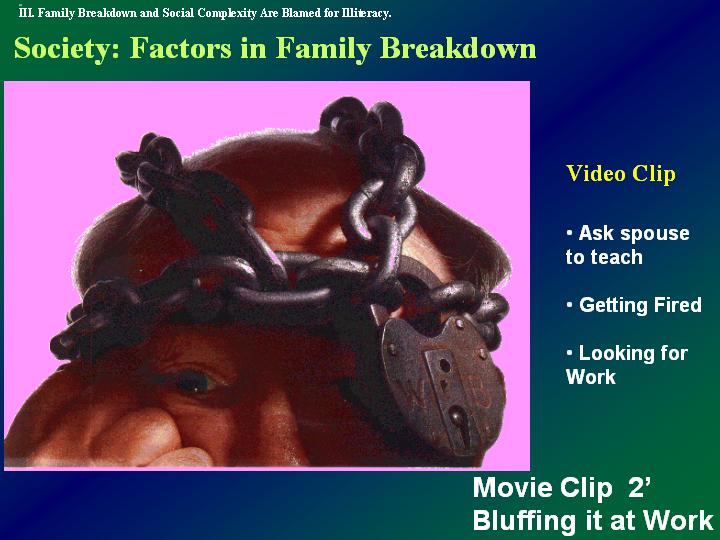 III. Family Breakdown and Social Complexity Are Blamed for Illiteracy.
Society: Factors in Family Breakdown
Video Clip
• Ask spouse
to teach
• Getting Fired
• Looking for
Work
W B
Movie Clip 2’
Bluffing it at Work